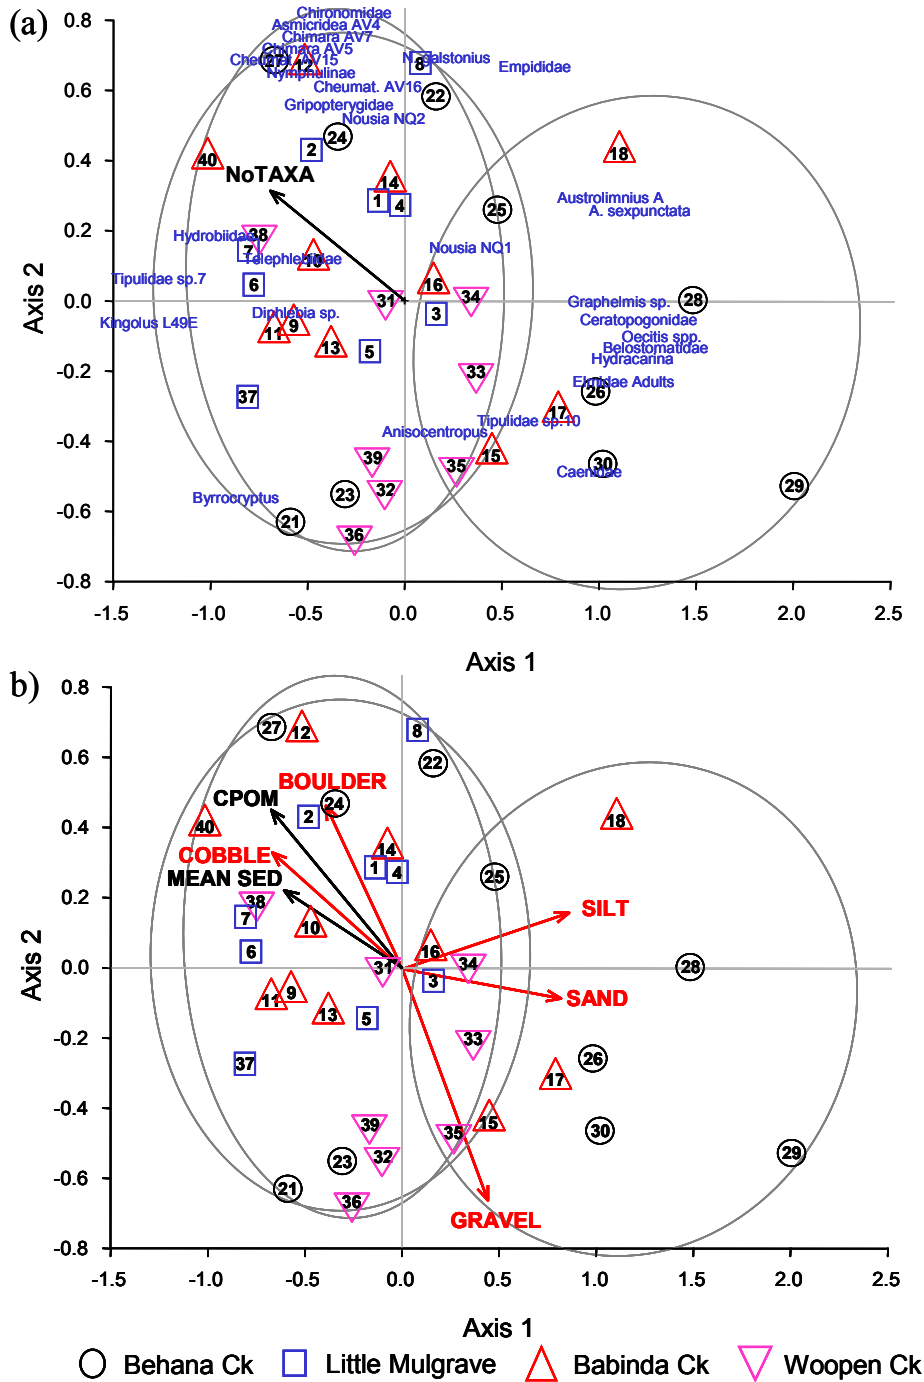 (a)
0.8
Chironomidae
Asmicridea AV4
Chimara AV7
Chimara AV5
Cheumat. AV15
Nymphulinae
Cheumat. AV16
Gripopterygidae
Nousia NQ2
Empididae
27
12
8
22
0.6
24
2
0.4
40
NoTAXA
14
1
4
18
25
Austrolimnius A
A. sexpunctata
0.2
38
Hydrobiidae
7
10
Nousia NQ1
Tipulidae sp.7
6
16
Axis 2
0.0
31
34
28
Graphelmis sp.
Kingolus L49E
Diphlebia sp.
11
9
3
Ceratopogonidae
Oecitis spp.
13
5
Belostomatidae
Hydracarina
-0.2
33
Elmidae Adults
37
26
17
Tipulidae sp.10
Anisocentropus
-0.4
39
35
15
30
Caenidae
32
23
29
Byrrocryptus
21
-0.6
36
-0.8
-1.5 -1.0 -0.5 0.0 0.5 1.0 1.5 2.0 2.5
Axis 1
b)
0.8
27
12
8
22
0.6
BOULDER
CPOM
24
2
0.4
40
14
18
COBBLE
1
4
MEAN SED
25
0.2
38
7
SILT
10
6
16
Axis 2
0.0
31
34
28
3
11
9
SAND
13
5
-0.2
33
37
26
17
-0.4
39
35
15
30
32
23
29
21
-0.6
36
GRAVEL
-0.8
-1.5 -1.0 -0.5 0.0 0.5 1.0 1.5 2.0 2.5
Axis 1
Behana Ck Little Mulgrave Babinda Ck Woopen Ck